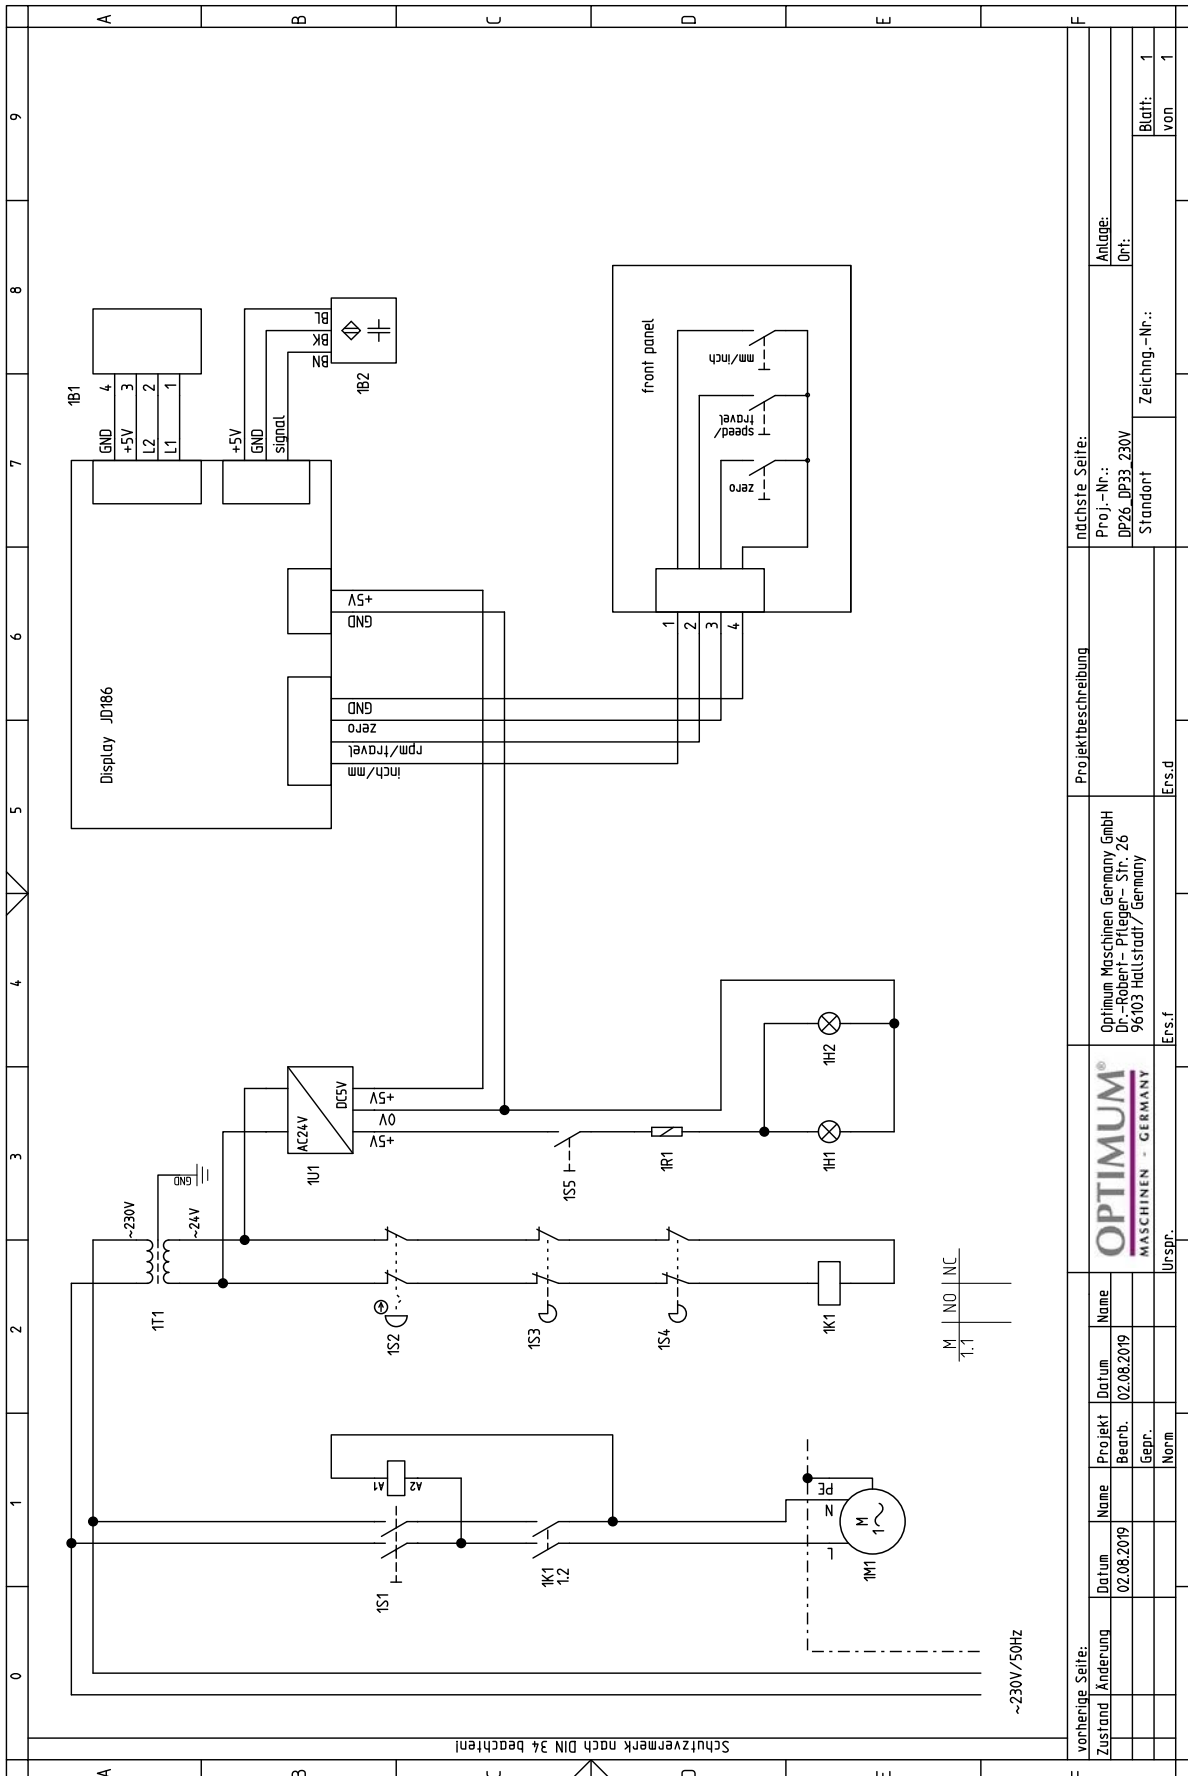 0 1 2 3 4 5 6 7 8 9
A
B
C
D
E
F
A
B
C
D
E
F
Schutzvermerk nach DIN 34 beachten!
~230V/50Hz
1S1
A1
A2
1K1
1.2
L
N
PE
M
1~
1M1
1T1
~230V
~24V
GND
1S2
1S3
1S4
1K1
M NO NC
1.1
AC24V
DC5V
1U1
+5V
0V
+5V
1S5
1R1
1H1
1H2
Display JD186
inch/mm
rpm/travel
zero
GND
GND
+5V
GND
+5V
L2
L1
4
3
2
1
1B1
+5V
GND
signal
BN
BK
BL
1B2
front panel
1
2
3
4
zero
speed/
travel
mm/inch
vorherige Seite:
Zustand Änderung Datum Name Projekt Datum Name
02.08.2019 Bearb. 02.08.2019
Gepr.
Norm Urspr. Ers.f Ers.d
OPTIMUM®
MASCHINEN - GERMANY
Optimum Maschinen Germany GmbH
Dr.-Robert- Pfleger- Str. 26
96103 Hallstadt/ Germany
Projektbeschreibung
nächste Seite:
Proj.-Nr.:
DP26_DP33_230V
Standort
Anlage:
Ort:
Zeichng.-Nr.:
Blatt: 1
von 1